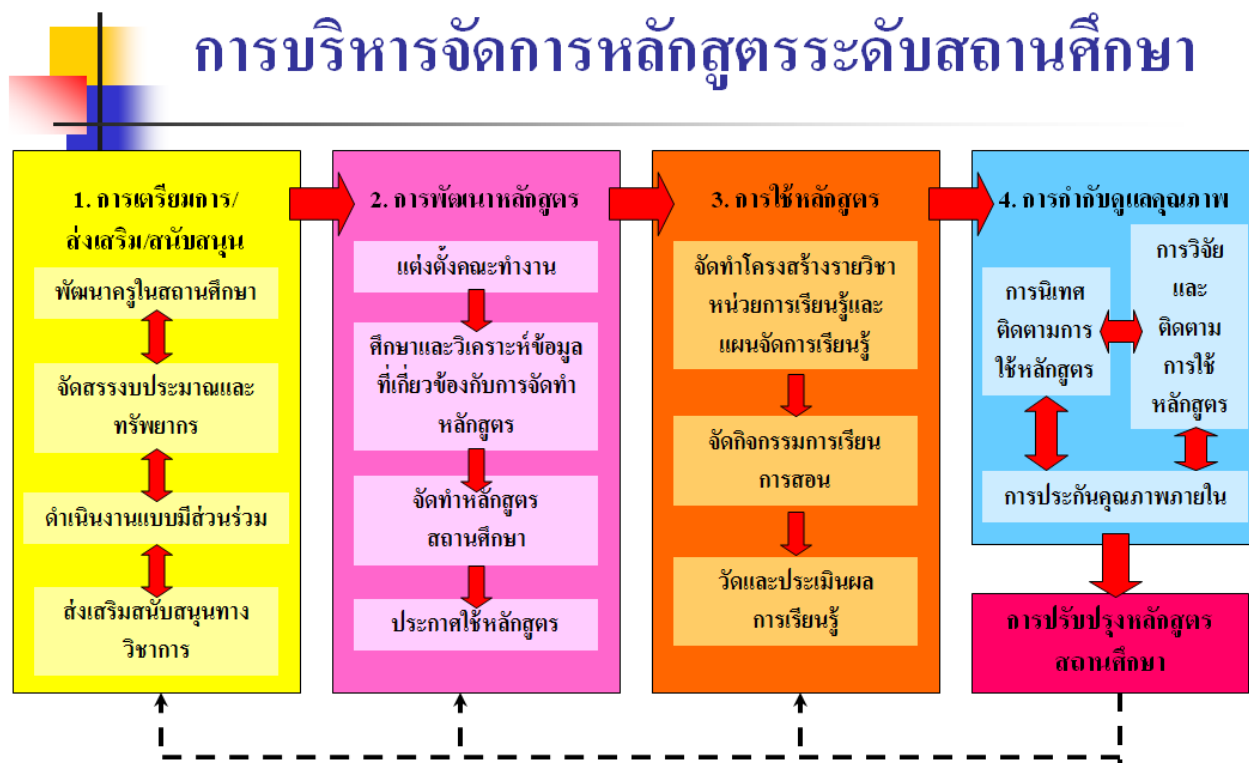 การบริหารจัดการหลักสูตรระดับสถานศึกษา
1. การเตรียมการ/
ส่งเสริม/สนับสนุน
พัฒนาครูในสถานศึกษา
จัดสรรงบประมาณและ
ทรัพยากร
ดำเนินงานแบบมีส่วนร่วม
ส่งเสริมสนับสนุนทาง
วิชาการ
2. การพัฒนาหลักสูตร
แต่งตั้งคณะทำงาน
ศึกษาและวิเคราะห์ข้อมูล
ที่เกี่ยวข้องกับการจัดทำ
หลักสูตร
จัดทำหลักสูตร
สถานศึกษา
ประกาศใช้หลักสูตร
3. การใช้หลักสูตร
จัดทำโครงสร้างรายวิชา
หน่วยการเรียนรู้และ
แผนจัดการเรียนรู้
จัดกิจกรรมการเรียน
การสอน
วัดและประเมินผล
การเรียนรู้
4. การกำกับดูแลคุณภาพ
การนิเทศ
ติดตามการ
ใช้หลักสูตร
การวิจัย
และ
ติดตาม
การใช้
หลักสูตร
การประกันคุณภาพภายใน
การปรับปรุงหลักสูตร
สถานศึกษา